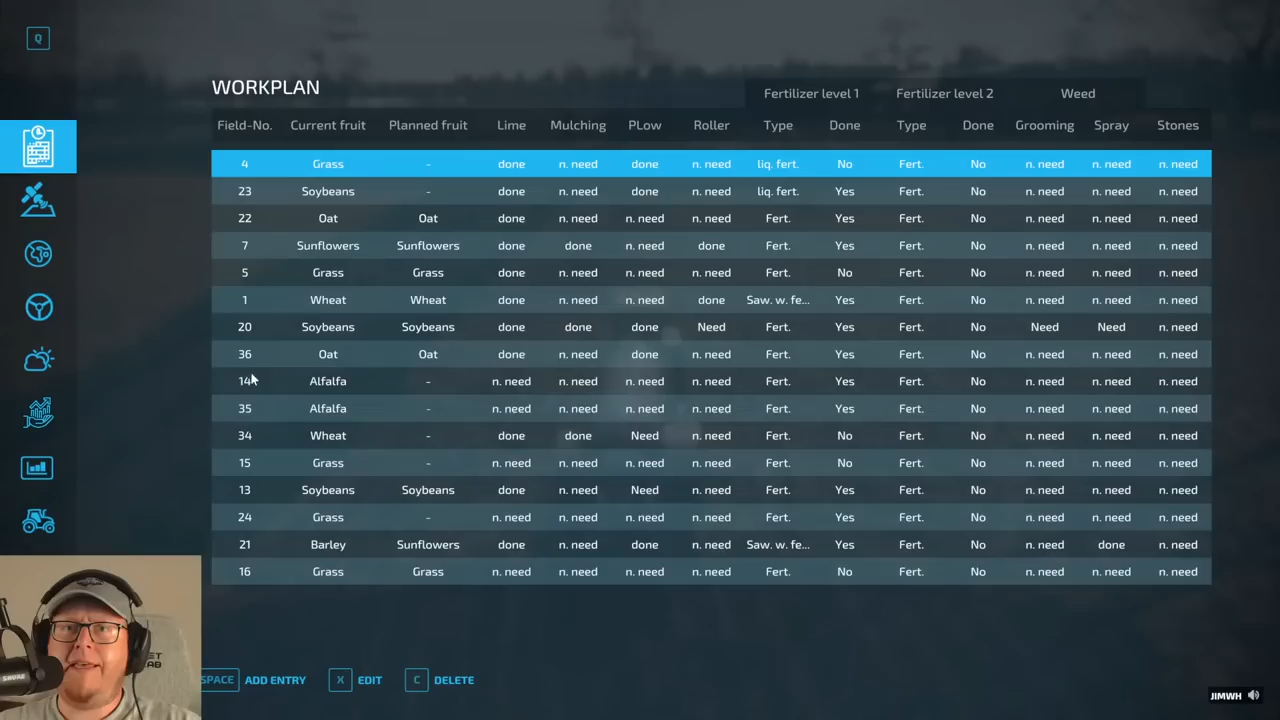 Q
WORKPLAN
Fertilizer level 1 Fertilizer level 2 Weed
Field-No. Current fruit Planned fruit Lime Mulching PLow Roller Type Done Type Done Grooming Spray Stones
4 Grass - done n. need done n. need liq. fert. No Fert. No n. need n. need n. need
23 Soybeans - done n. need done n. need liq. fert. Yes Fert. No n. need n. need n. need
22 Oat Oat done n. need n. need n. need Fert. Yes Fert. No n. need n. need n. need
7 Sunflowers Sunflowers done done n. need done Fert. Yes Fert. No n. need n. need n. need
5 Grass Grass done n. need n. need n. need Fert. No Fert. No n. need n. need n. need
1 Wheat Wheat done n. need n. need done Saw. w. fe... Yes Fert. No n. need n. need n. need
20 Soybeans Soybeans done done done Need Fert. Yes Fert. No Need Need n. need
36 Oat Oat done n. need done n. need Fert. Yes Fert. No n. need n. need n. need
14 Alfalfa - n. need n. need n. need n. need Fert. Yes Fert. No n. need n. need n. need
35 Alfalfa - n. need n. need n. need n. need Fert. Yes Fert. No n. need n. need n. need
34 Wheat - done done Need n. need Fert. No Fert. No n. need n. need n. need
15 Grass - n. need n. need n. need n. need Fert. No Fert. No n. need n. need n. need
13 Soybeans Soybeans done n. need Need n. need Fert. Yes Fert. No n. need n. need n. need
24 Grass - n. need n. need n. need n. need Fert. Yes Fert. No n. need n. need n. need
21 Barley Sunflowers done n. need done n. need Saw. w. fe... Yes Fert. No n. need done n. need
16 Grass Grass n. need n. need n. need n. need Fert. No Fert. No n. need n. need n. need
SPACE ADD ENTRY X EDIT C DELETE
SHURE
JIMWH